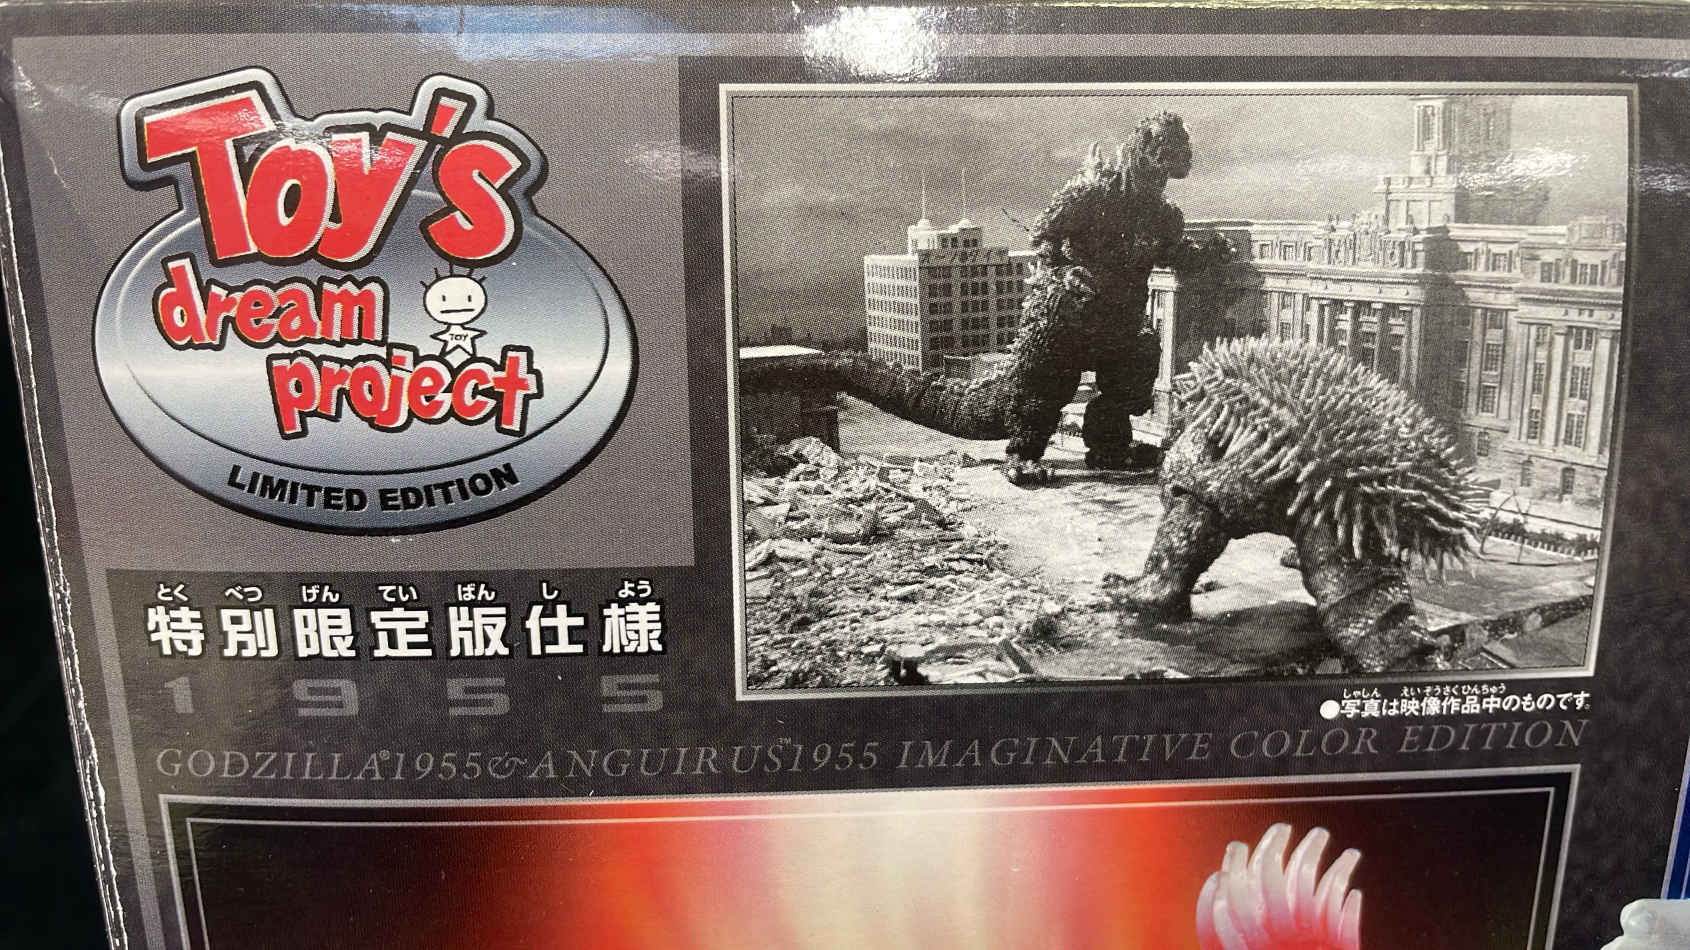 Toy's
dream
project
TOY
LIMITED EDITION
とく べつ げん てい ばん し よう
特別限定版仕様
1955
しゃしん えいぞうさくひんちゅう
●写真は映像作品中のものです。
GODZILLA®1955&ANGUIRUS™1955 IMAGINATIVE COLOR EDITION